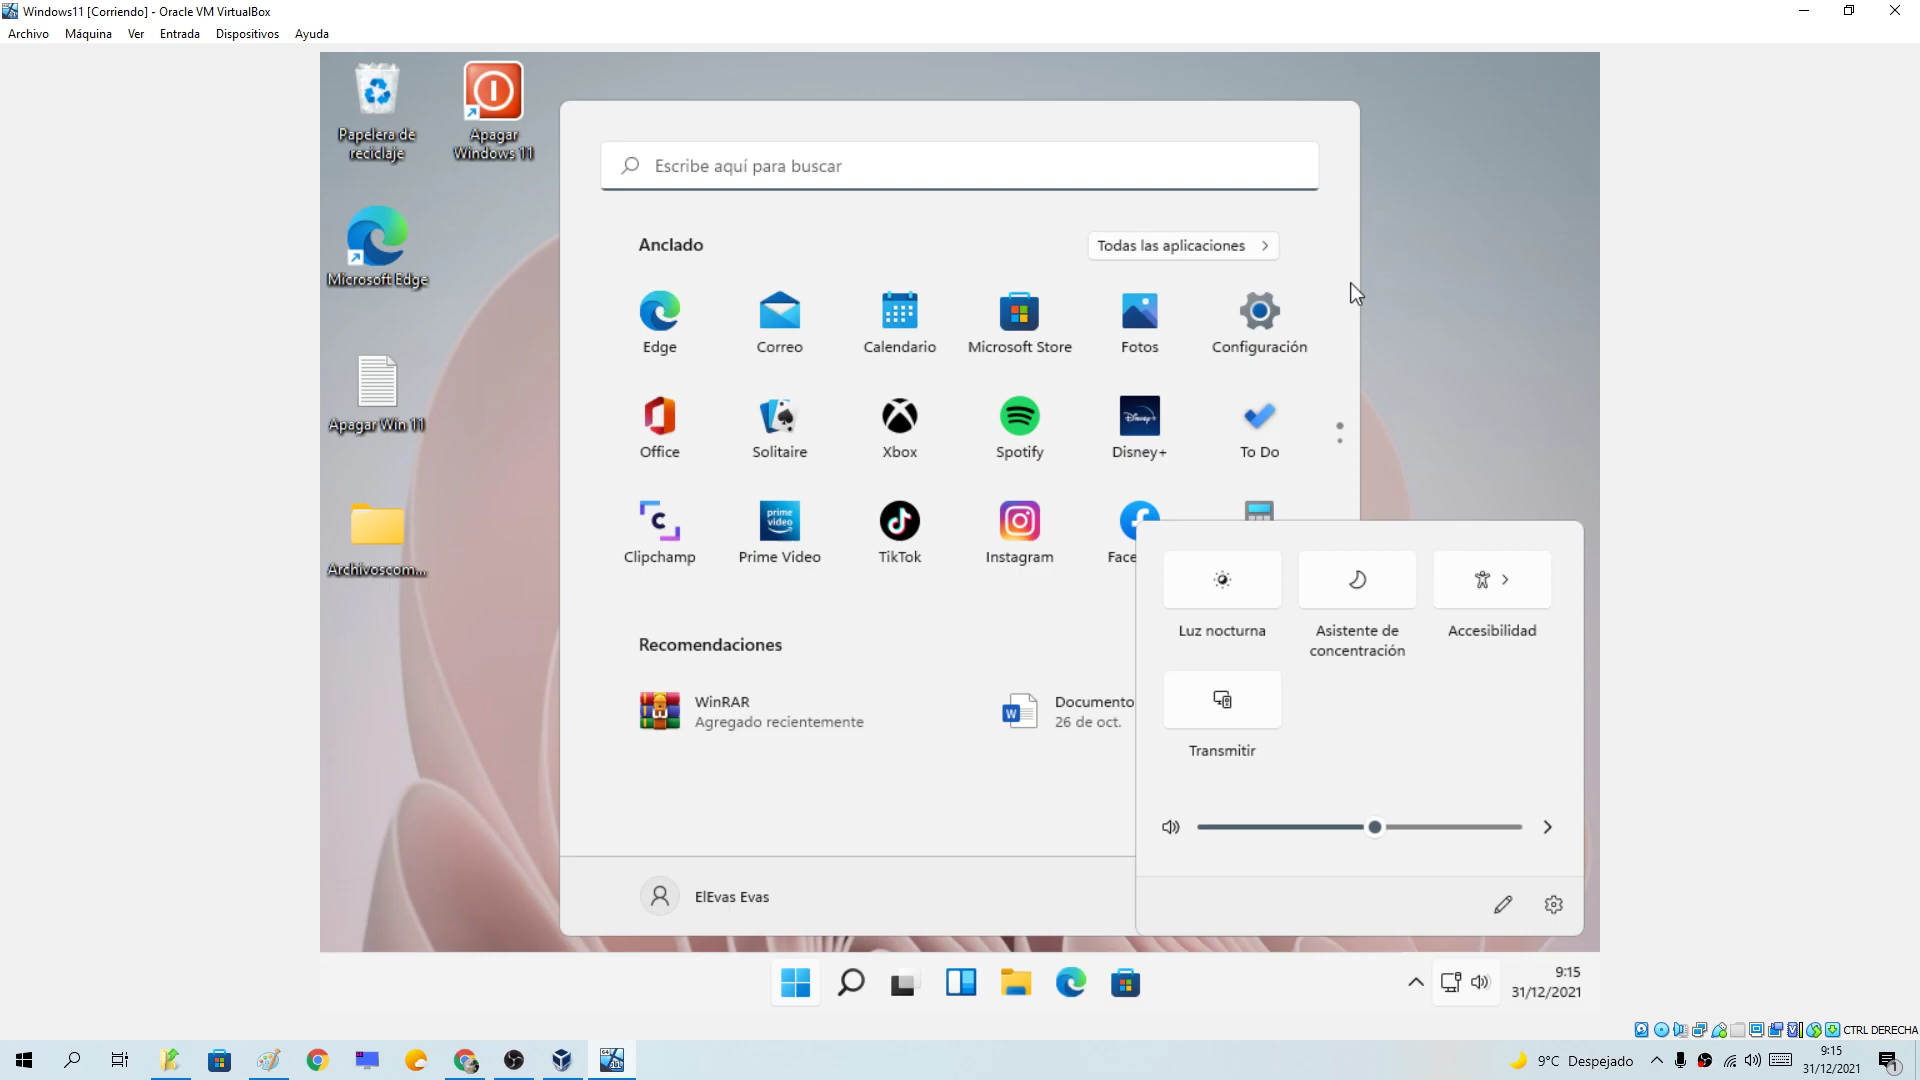 Windows11 [Corriendo] - Oracle VM VirtualBox
Archivo Máquina Ver Entrada Dispositivos Ayuda
Papelera de
reciclaje
Apagar
Windows 11
Microsoft Edge
Apagar Win 11
Archivoscom...
Escribe aquí para buscar
Anclado
Todas las aplicaciones
Edge
Correo
Calendario
Microsoft Store
Fotos
Configuración
Office
Solitaire
Xbox
Disney+
Spotify
Disney+
To Do
prime
video
Clipchamp
Prime Video
TikTok
Instagram
Face
Recomendaciones
WinRAR
Agregado recientemente
W
Documento
26 de oct.
ElEvas Evas
Luz nocturna
Asistente de
concentración
Accesibilidad
Transmitir
9:15
31/12/2021
CTRL DERECHA
9°C Despejado
9:15
31/12/2021
1